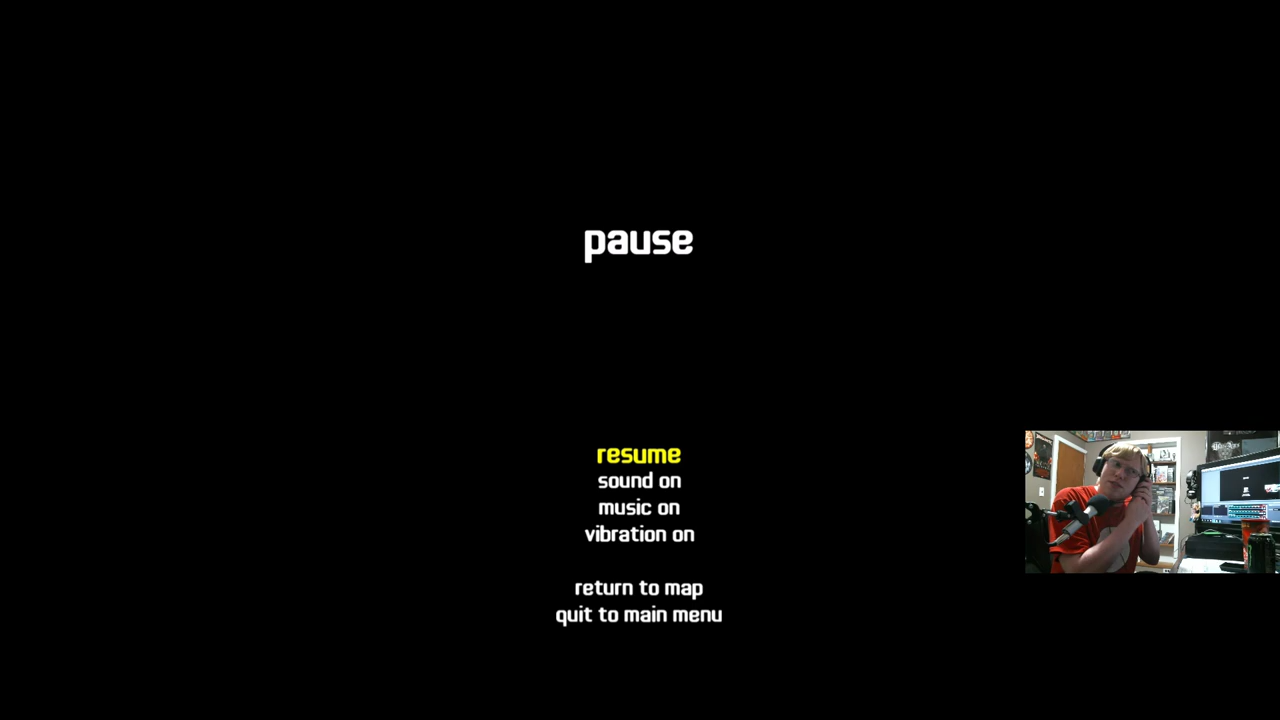 pause
resume
sound on
music on
vibration on
return to map
quit to main menu